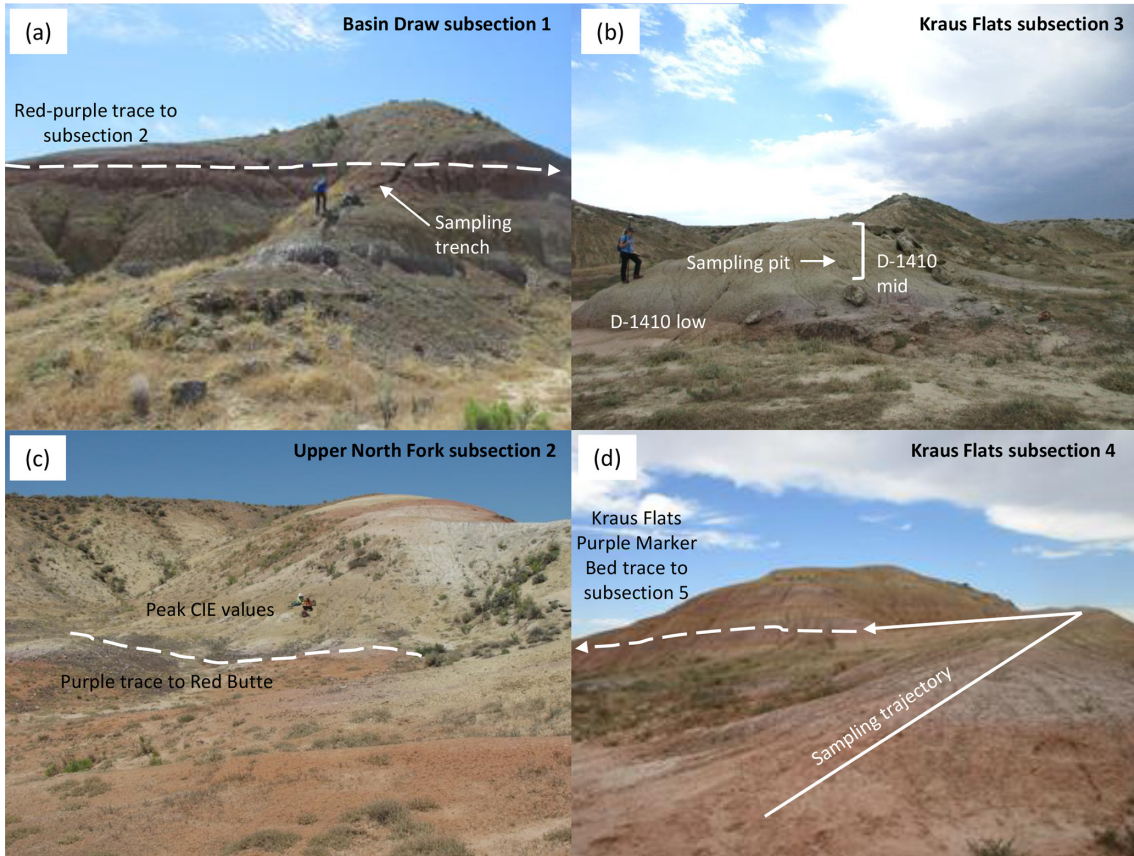 (a)
Basin Draw subsection 1
Red-purple trace to
subsection 2
Sampling
trench
(b)
Kraus Flats subsection 3
Sampling pit
D-1410
mid
D-1410 low
(c)
Upper North Fork subsection 2
Peak CIE values
Purple trace to Red Butte
(d)
Kraus Flats subsection 4
Kraus Flats
Purple Marker
Bed trace to
subsection 5
Sampling trajectory